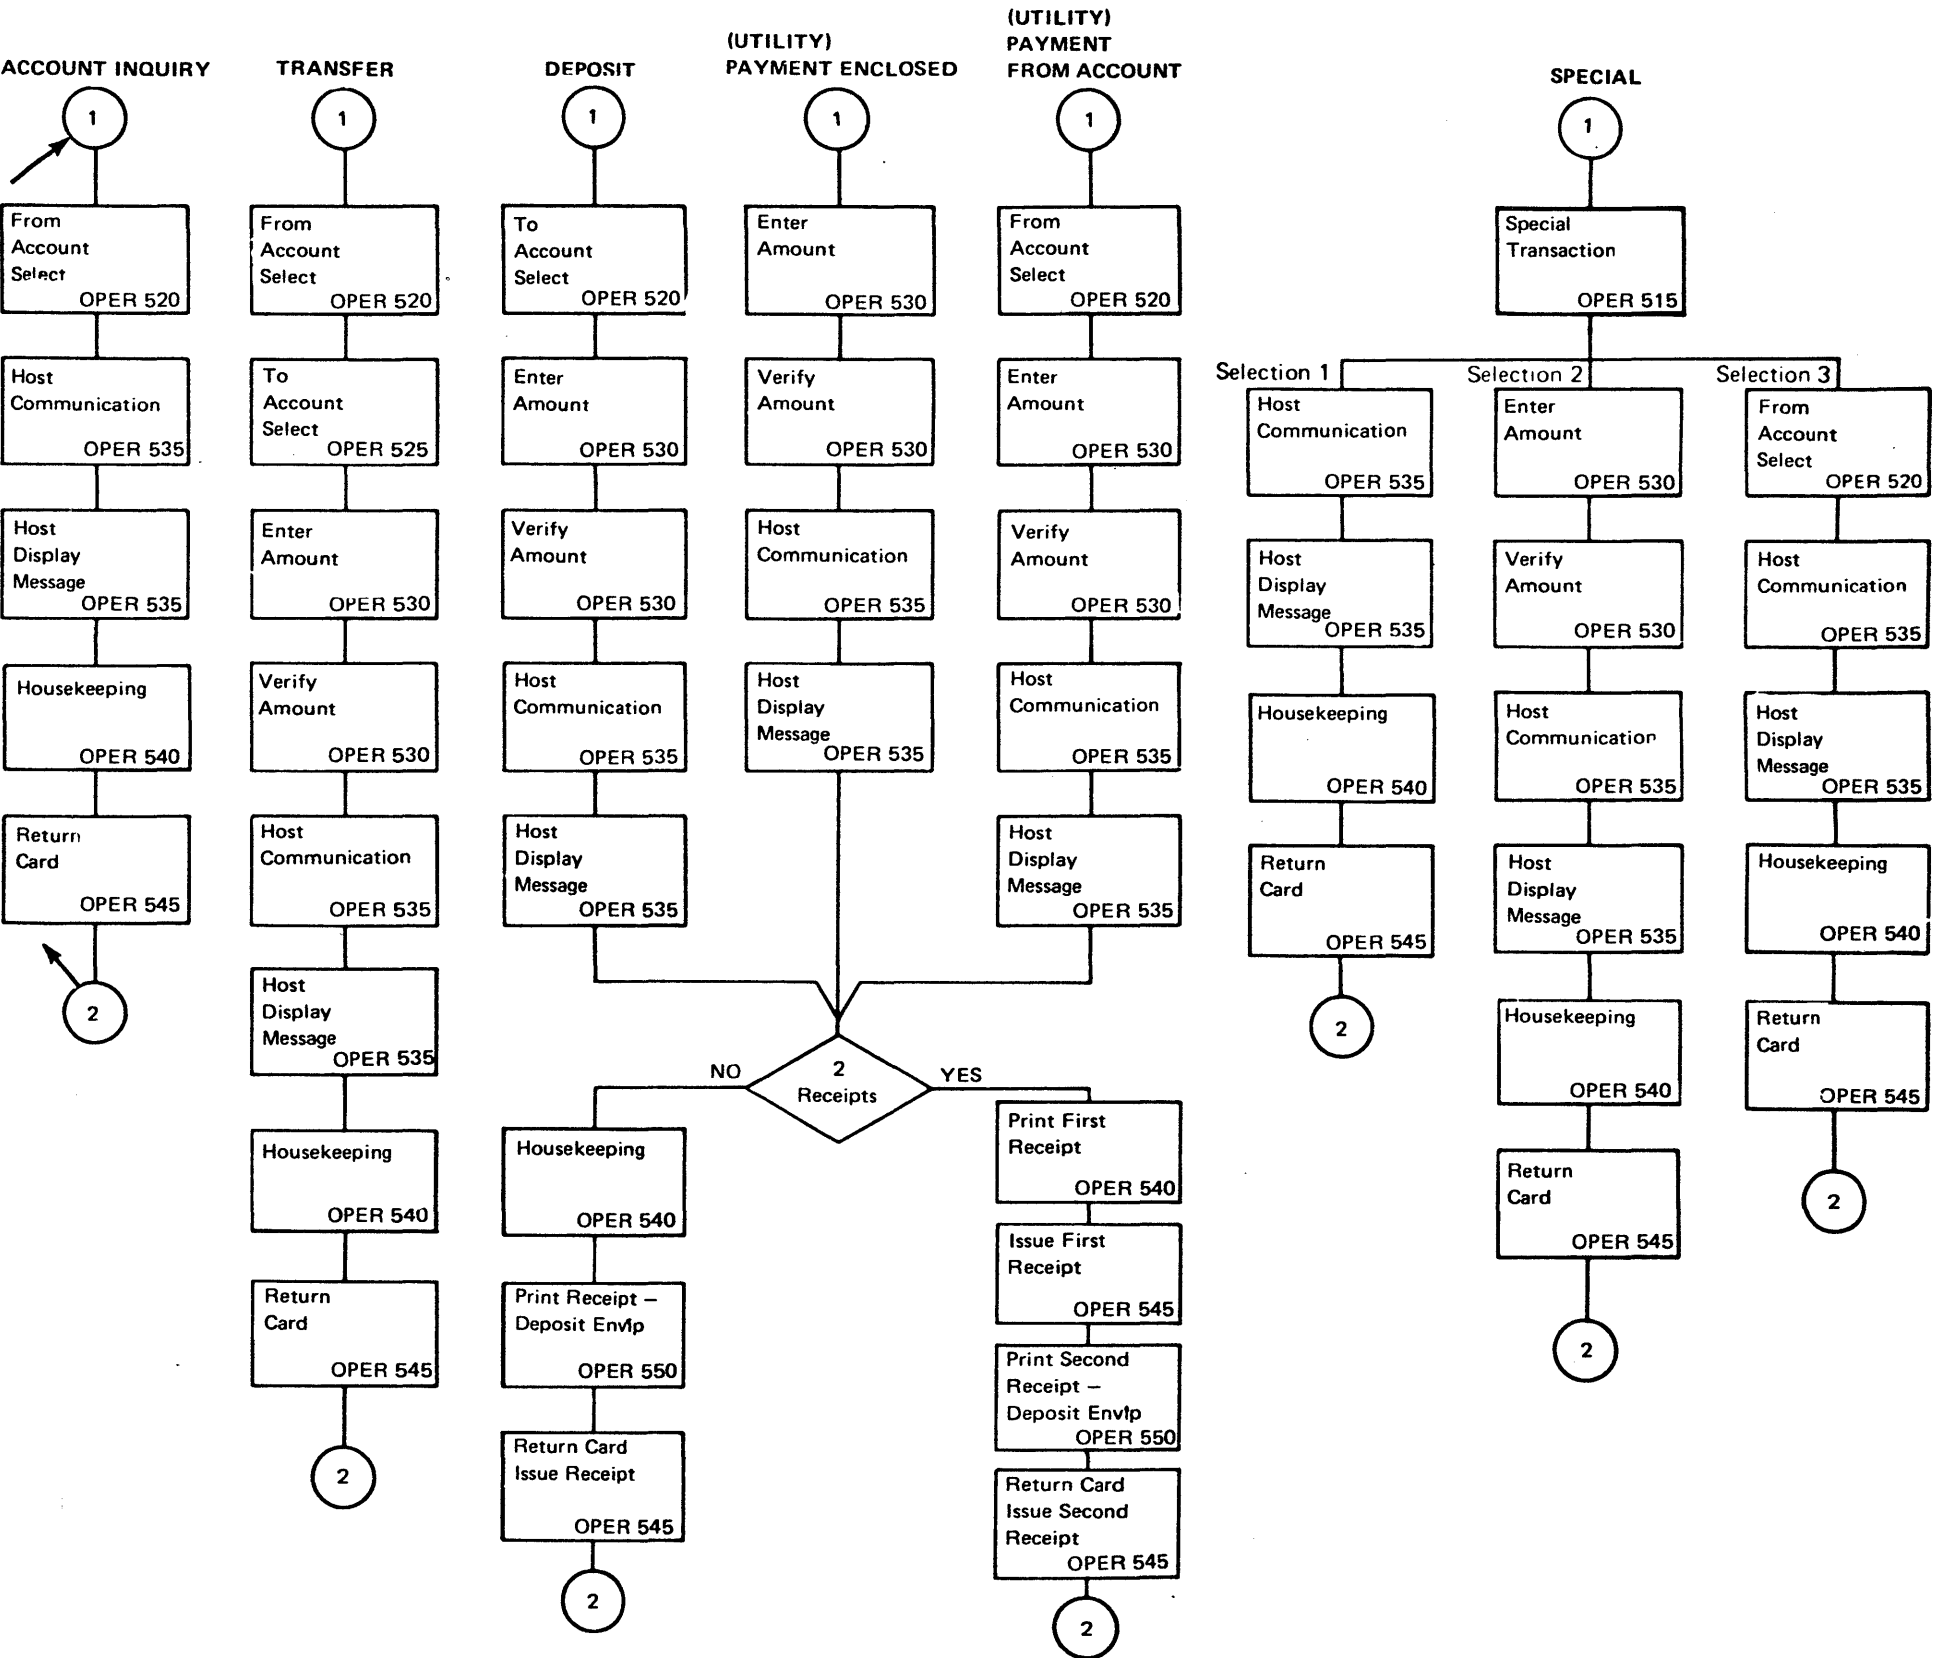 ACCOUNT INQUIRY
1
From
Account
Select
OPER 520
Host
Communication
OPER 535
Host
Display
Message
OPER 535
Housekeeping
OPER 540
Return
Card
OPER 545
2
TRANSFER
1
From
Account
Select
OPER 520
To
Account
Select
OPER 525
Enter
Amount
OPER 530
Verify
Amount
OPER 530
Host
Communication
OPER 535
Host
Display
Message
OPER 535
Housekeeping
OPER 540
Return
Card
OPER 545
2
DEPOSIT
1
To
Account
Select
OPER 520
Enter
Amount
OPER 530
Verify
Amount
OPER 530
Host
Communication
OPER 535
Host
Display
Message
OPER 535
(UTILITY)
PAYMENT ENCLOSED
1
Enter
Amount
OPER 530
Verify
Amount
OPER 530
Host
Communication
OPER 535
Host
Display
Message
OPER 535
(UTILITY)
PAYMENT
FROM ACCOUNT
1
From
Account
Select
OPER 520
Enter
Amount
OPER 530
Verify
Amount
OPER 530
Host
Communication
OPER 535
Host
Display
Message
OPER 535
2
Receipts
NO
Housekeeping
OPER 540
Print Receipt –
Deposit Envlp
OPER 550
Return Card
Issue Receipt
OPER 545
2
YES
Print First
Receipt
OPER 540
Issue First
Receipt
OPER 545
Print Second
Receipt –
Deposit Envlp
OPER 550
Return Card
Issue Second
Receipt
OPER 545
2
SPECIAL
1
Special
Transaction
OPER 515
Selection 1
Host
Communication
OPER 535
Host
Display
Message
OPER 535
Housekeeping
OPER 540
Return
Card
OPER 545
2
Selection 2
Enter
Amount
OPER 530
Verify
Amount
OPER 530
Host
Communication
OPER 535
Host
Display
Message
OPER 535
Housekeeping
OPER 540
Return
Card
OPER 545
2
Selection 3
From
Account
Select
OPER 520
Host
Communication
OPER 535
Host
Display
Message
OPER 535
Housekeeping
OPER 540
Return
Card
OPER 545
2